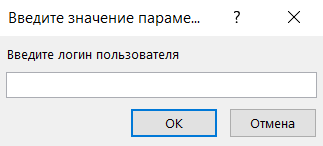 Введите значение параме... ?
Введите логин пользователя
ОК Отмена